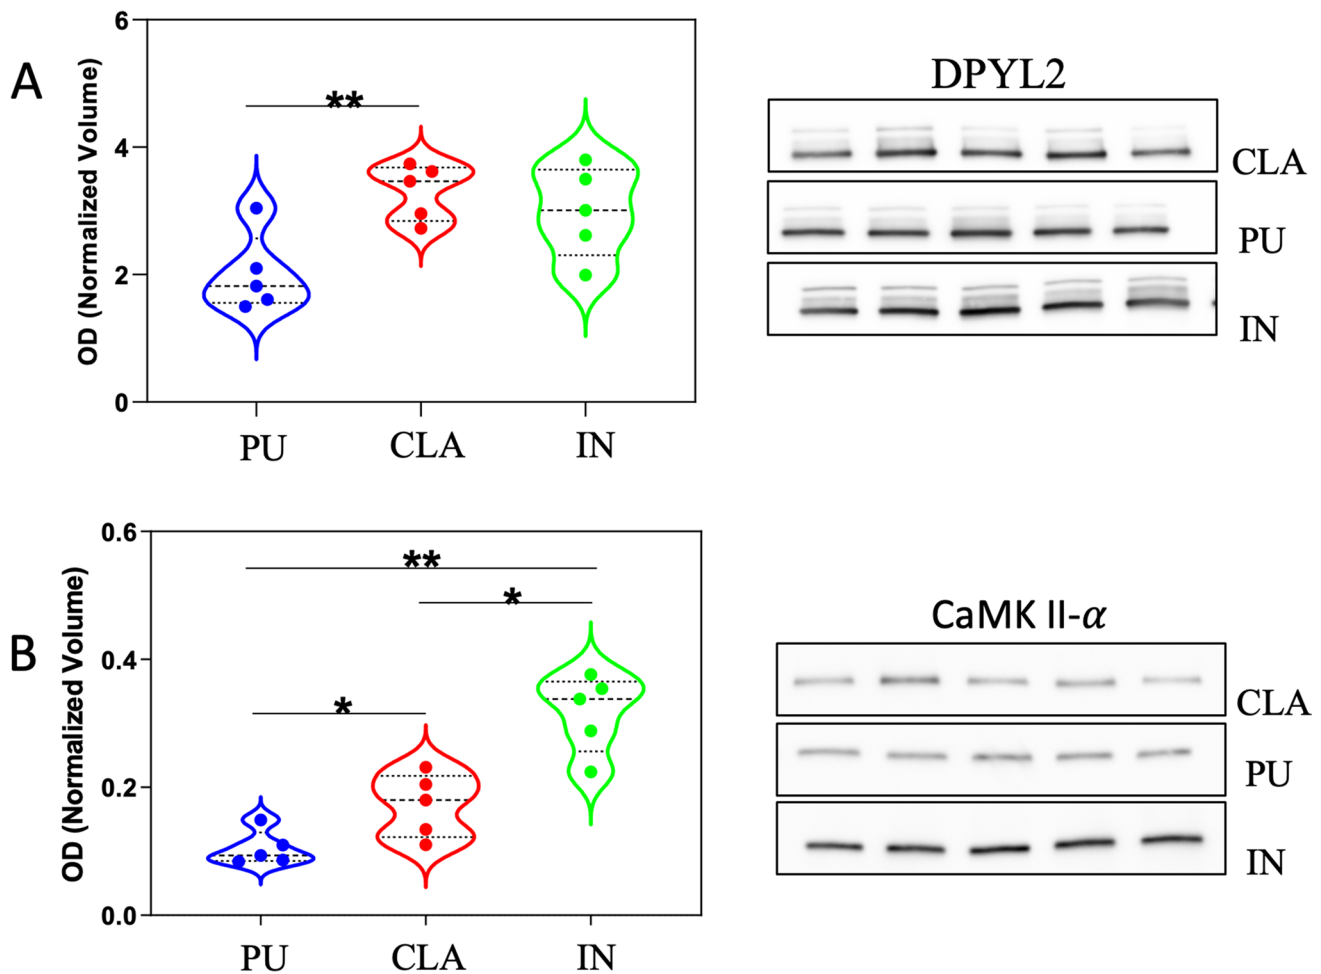 A
OD (Normalized Volume)
6
4
2
0
**
PU
CLA
IN
DPYL2
CLA
PU
IN
B
OD (Normalized Volume)
0.6
0.4
0.2
0.0
**
*
*
PU
CLA
IN
CaMK II-α
CLA
PU
IN